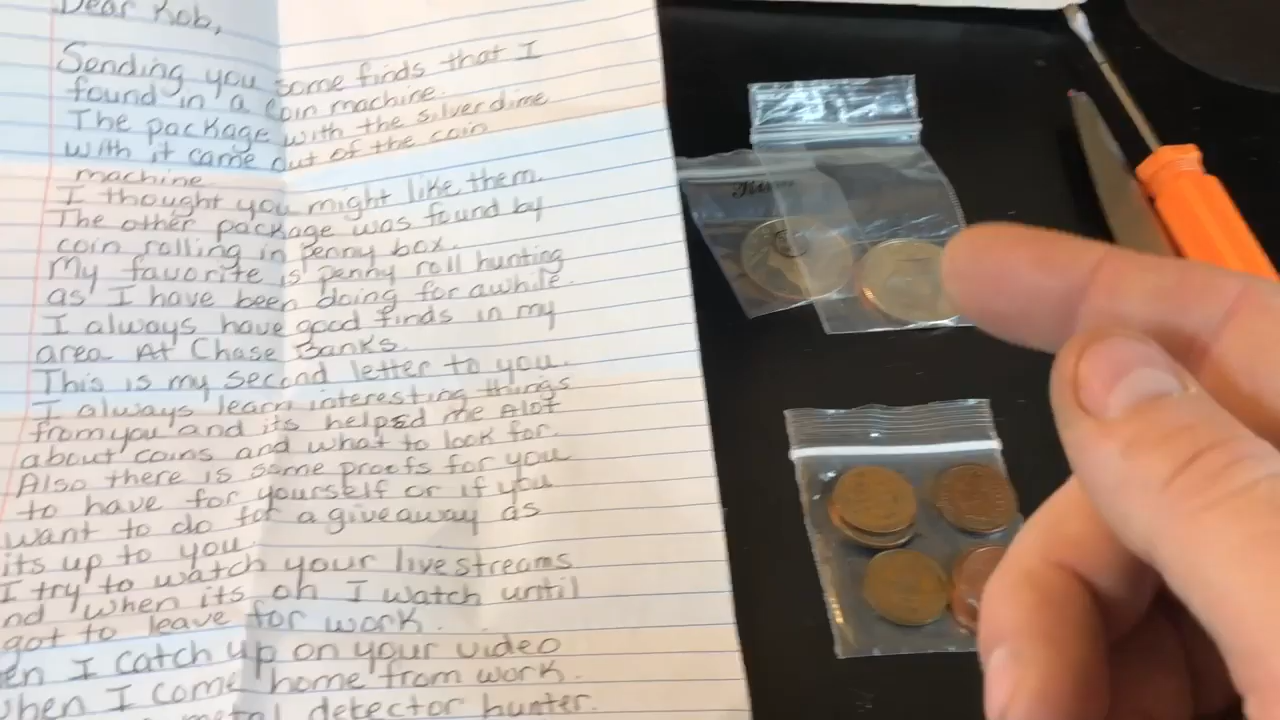 Dear Rob,
Sending you some finds that I
found in a coin machine.
The package with the silver dime
with it came out of the coin
machine.
I thought you might like them.
The other package was found by
coin rolling in penny box.
My favorite is penny roll hunting
as I have been doing for awhile.
I always have good finds in my
area At Chase Banks.
This is my second letter to you.
I always learn interesting things
from you and its helped me Alot
about coins and what to look for.
Also there is some proofs for you
to have for yourself or if you
want to do for a giveaway as
its up to you
I try to watch your livestreams
nd when its on I watch until
got to leave for work.
en I catch up on your video
when I come home from work.
metal detector hunter.